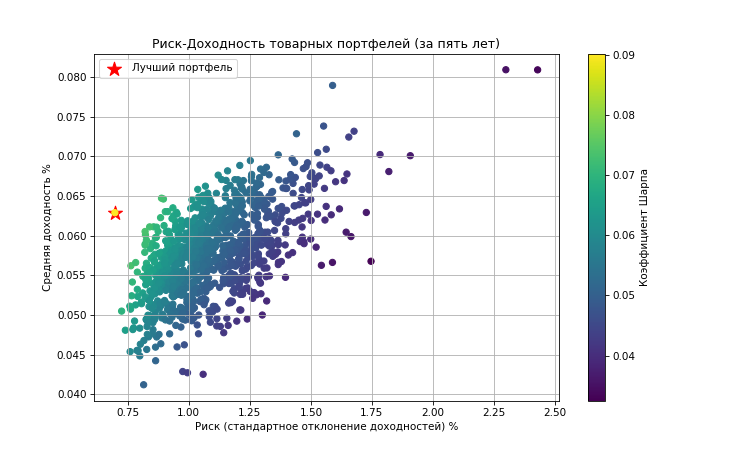 Риск-Доходность товарных портфелей (за пять лет)
Лучший портфель
Средняя доходность %
0.080
0.075
0.070
0.065
0.060
0.055
0.050
0.045
0.040
0.75 1.00 1.25 1.50 1.75 2.00 2.25 2.50
Риск (стандартное отклонение доходностей) %
0.09
0.08
0.07
0.06
0.05
0.04
Коэффициент Шарпа